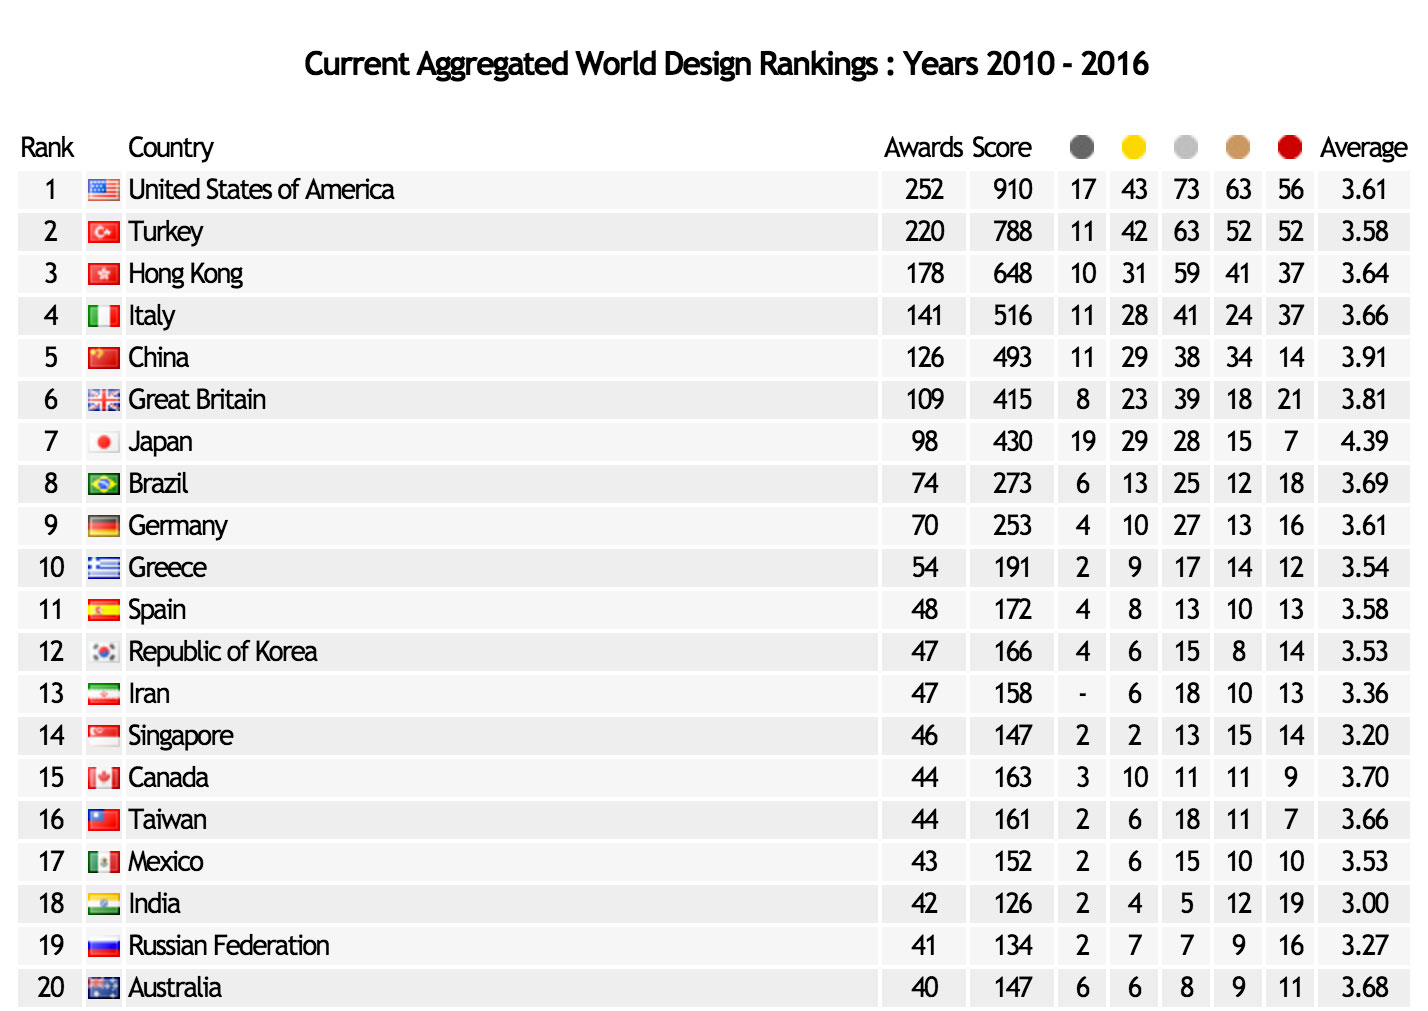 Current Aggregated World Design Rankings : Years 2010 - 2016
Rank Country Awards Score Average
1 United States of America 252 910 17 43 73 63 56 3.61
2 Turkey 220 788 11 42 63 52 52 3.58
3 Hong Kong 178 648 10 31 59 41 37 3.64
4 Italy 141 516 11 28 41 24 37 3.66
5 China 126 493 11 29 38 34 14 3.91
6 Great Britain 109 415 8 23 39 18 21 3.81
7 Japan 98 430 19 29 28 15 7 4.39
8 Brazil 74 273 6 13 25 12 18 3.69
9 Germany 70 253 4 10 27 13 16 3.61
10 Greece 54 191 2 9 17 14 12 3.54
11 Spain 48 172 4 8 13 10 13 3.58
12 Republic of Korea 47 166 4 6 15 8 14 3.53
13 Iran 47 158 - 6 18 10 13 3.36
14 Singapore 46 147 2 2 13 15 14 3.20
15 Canada 44 163 3 10 11 11 9 3.70
16 Taiwan 44 161 2 6 18 11 7 3.66
17 Mexico 43 152 2 6 15 10 10 3.53
18 India 42 126 2 4 5 12 19 3.00
19 Russian Federation 41 134 2 7 7 9 16 3.27
20 Australia 40 147 6 6 8 9 11 3.68